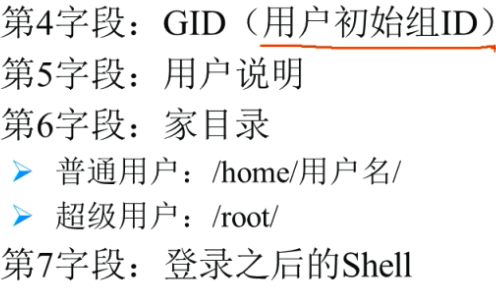 第4字段：GID（用户初始组ID）
第5字段：用户说明
第6字段：家目录
➢ 普通用户：/home/用户名/
➢ 超级用户：/root/
第7字段：登录之后的Shell